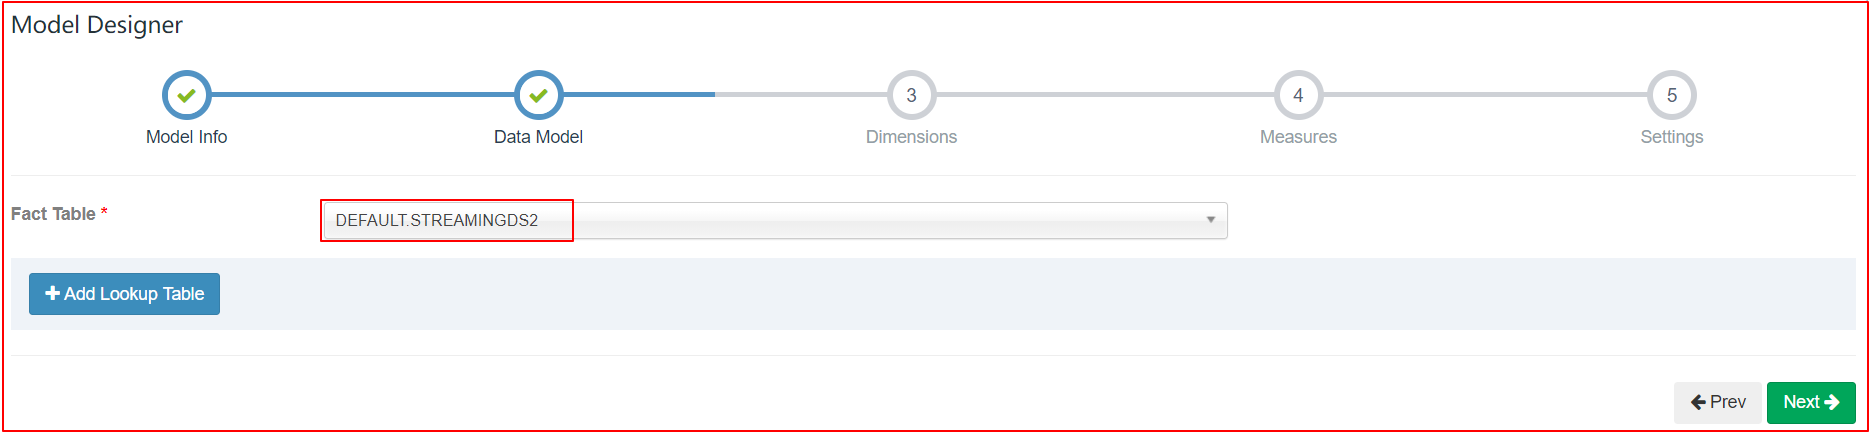 Model Designer
3
4
5
Model Info
Data Model
Dimensions
Measures
Settings
Fact Table *
DEFAULT.STREAMINGDS2
Add Lookup Table
Prev
Next